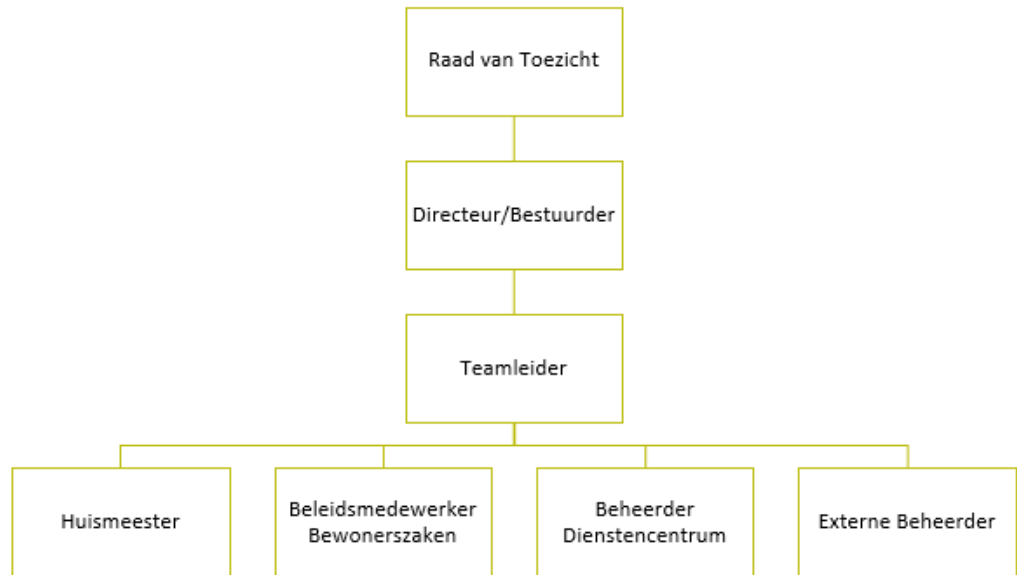 Raad van Toezicht
Directeur/Bestuurder
Teamleider
Huismeester
Beleidsmedewerker
Bewonerszaken
Beheerder
Dienstencentrum
Externe Beheerder